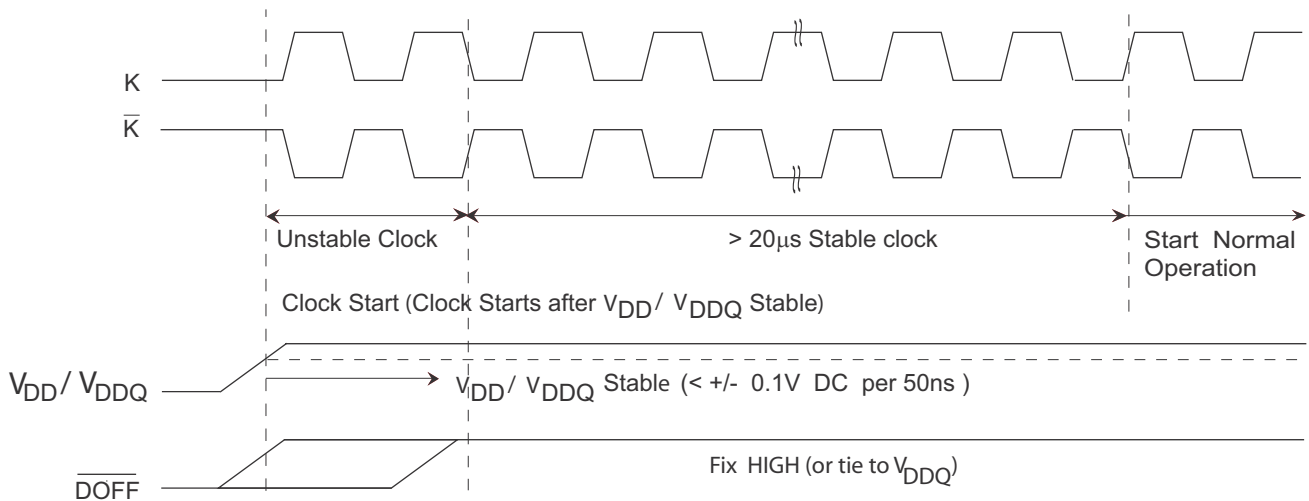 K
K̅
Unstable Clock
> 20μs Stable clock
Start Normal
Operation
Clock Start (Clock Starts after VDD/ VDDQ Stable)
VDD/ VDDQ
VDD/ VDDQ Stable (< +/- 0.1V DC per 50ns )
Fix HIGH (or tie to VDDQ)
D̅O̅F̅F̅